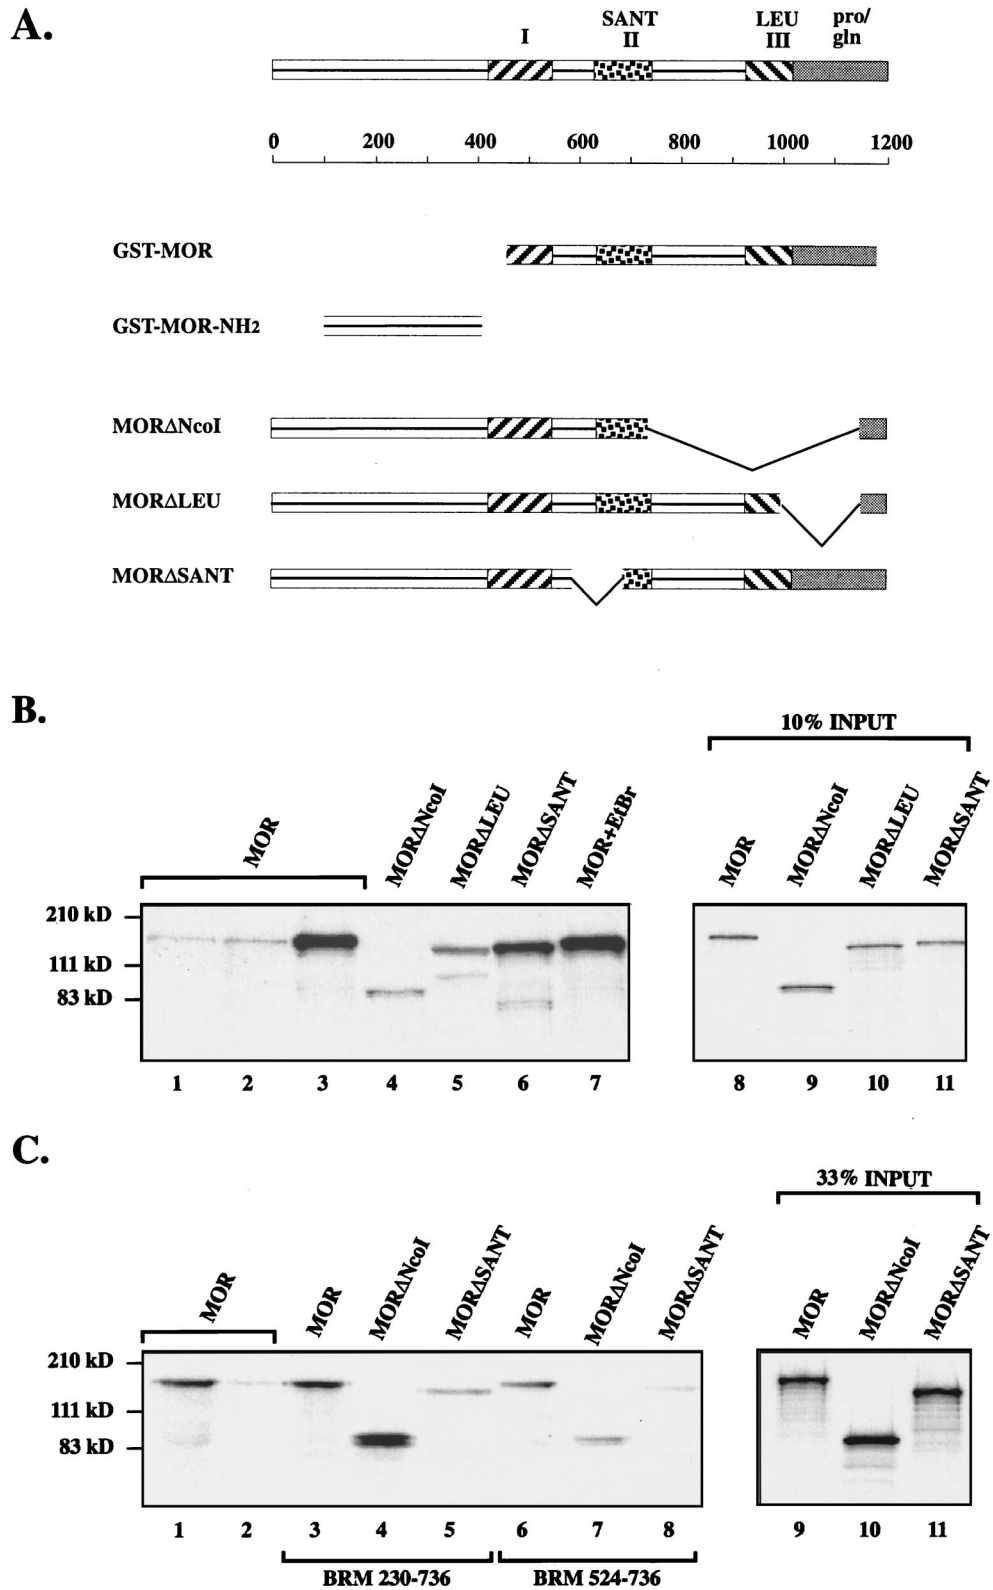 A.
I
SANT
II
LEU
III
pro/
gln
0 200 400 600 800 1000 1200
GST-MOR
GST-MOR-NH2
MORΔNcoI
MORΔLEU
MORΔSANT
B.
10% INPUT
MOR
MORΔNcoI
MORΔLEU
MORΔSANT
MOR+EtBr
MOR
MORΔNcoI
MORΔLEU
MORΔSANT
210 kD
111 kD
83 kD
1 2 3 4 5 6 7 8 9 10 11
C.
33% INPUT
MOR
MOR
MORΔNcoI
MORΔSANT
MOR
MORΔNcoI
MORΔSANT
MOR
MORΔNcoI
MORΔSANT
210 kD
111 kD
83 kD
1 2 3 4 5 6 7 8 9 10 11
BRM 230-736 BRM 524-736